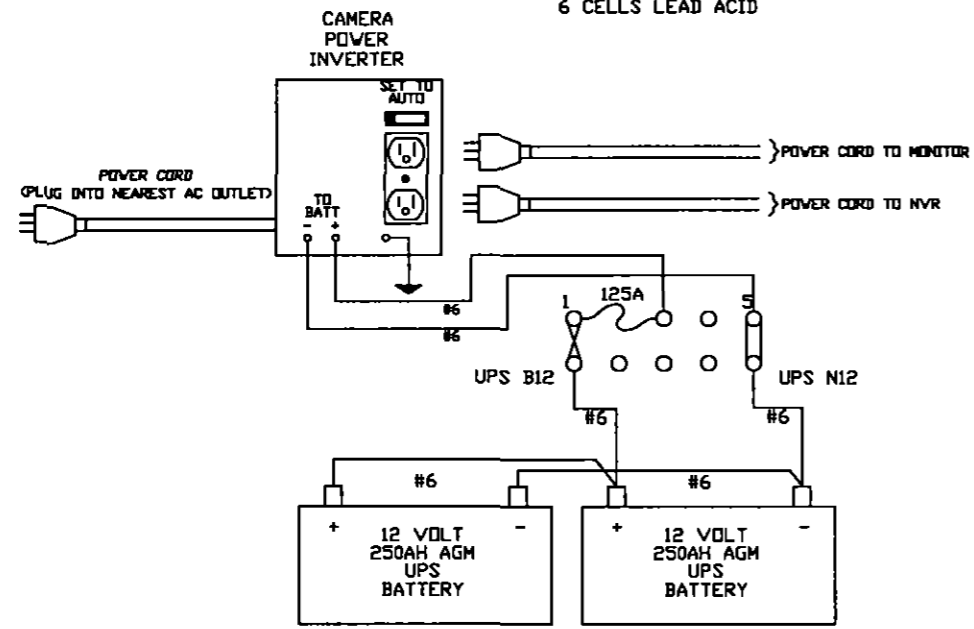 6 CELLS LEAD ACID
CAMERA
POWER
INVERTER
SET TO
AUTO
POWER CORD TO MONITOR
POWER CORD
(PLUG INTO NEAREST AC OUTLET)
TO
BATT
- +
POWER CORD TO NVR
#6
#6
1 125A 5
UPS B12
UPS N12
#6
#6
#6
#6
+ -
12 VOLT
250AH AGM
UPS
BATTERY
+ -
12 VOLT
250AH AGM
UPS
BATTERY